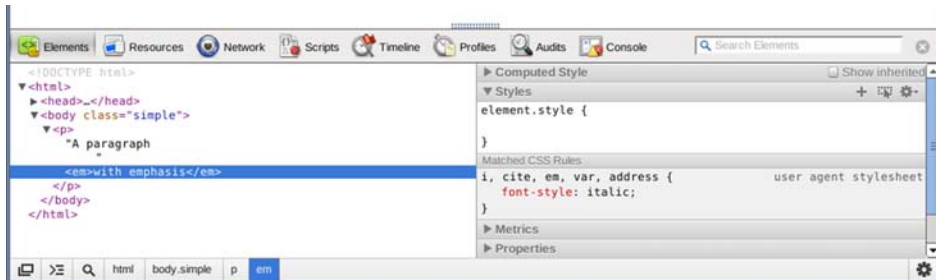 Elements Resources Network Scripts Timeline Profiles Audits Console Search Elements
<!DOCTYPE html>
▼<html>
▶<head>…</head>
▼<body class="simple">
▼<p>
"A paragraph
"
<em>with emphasis</em>
</p>
</body>
</html>
▶ Computed Style Show inherited
▼ Styles
element.style {
}
Matched CSS Rules
i, cite, em, var, address { user agent stylesheet
font-style: italic;
}
▶ Metrics
▶ Properties
html body.simple p em